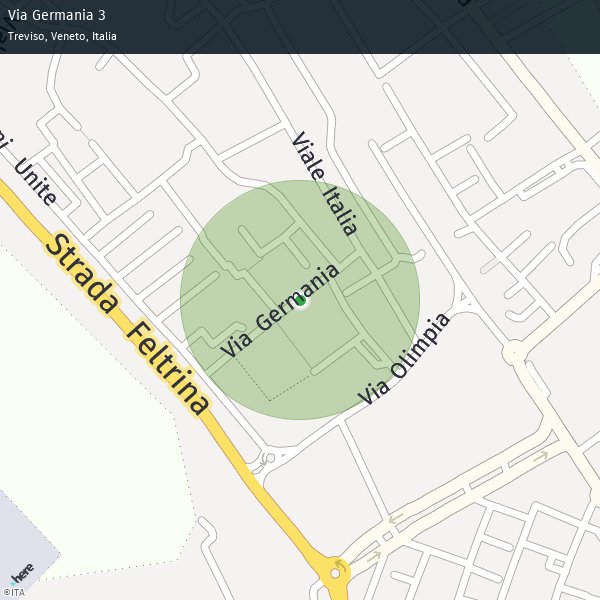 Via Germania 3
Treviso, Veneto, Italia
Unite
Viale Italia
Strada Feltrina
Via Germania
Via Olimpia
here
©ITA